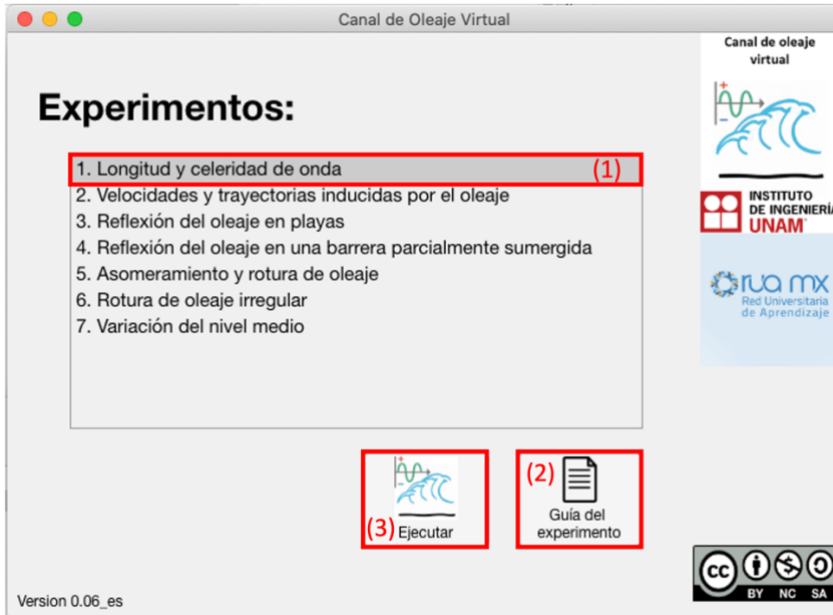 Canal de Oleaje Virtual
Canal de oleaje
virtual
Experimentos:
1. Longitud y celeridad de onda (1)
2. Velocidades y trayectorias inducidas por el oleaje
3. Reflexión del oleaje en playas
4. Reflexión del oleaje en una barrera parcialmente sumergida
5. Asomeramiento y rotura de oleaje
6. Rotura de oleaje irregular
7. Variación del nivel medio
INSTITUTO
DE INGENIERÍA
UNAM
rua mx
Red Universitaria
de Aprendizaje
(2)
Guía del
experimento
(3) Ejecutar
cc
BY NC SA
Version 0.06_es